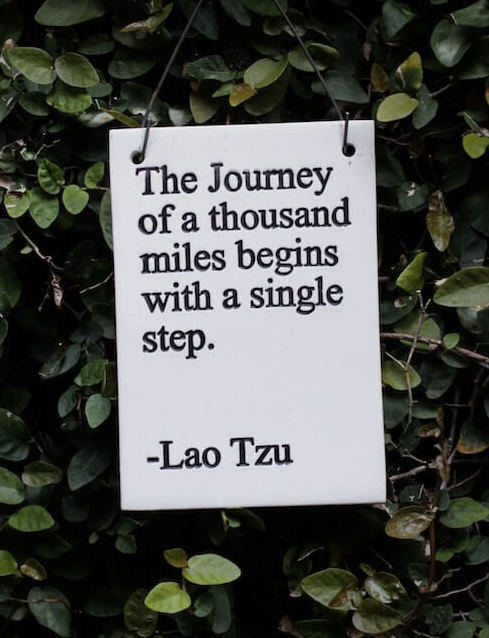 The Journey
of a thousand
miles begins
with a single
step.
-Lao Tzu